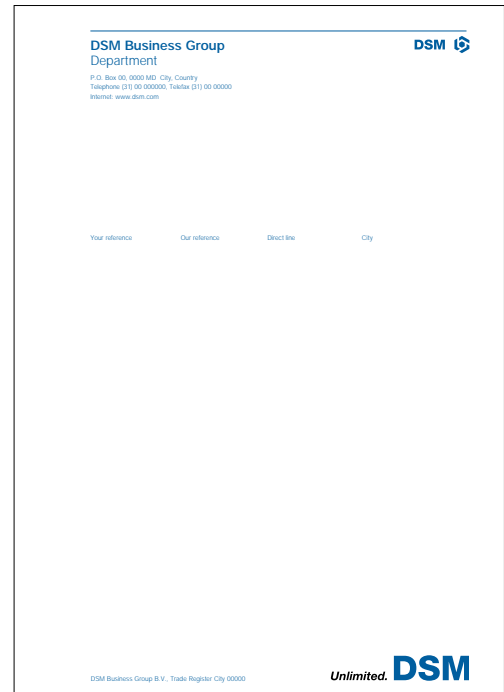 DSM Business Group
DSM
Department
P.O. Box 00, 0000 MD City, Country
Telephone (31) 00 000000, Telefax (31) 00 00000
Internet: www.dsm.com
Your reference Our reference Direct line City
DSM Business Group B.V., Trade Register City 00000
Unlimited. DSM